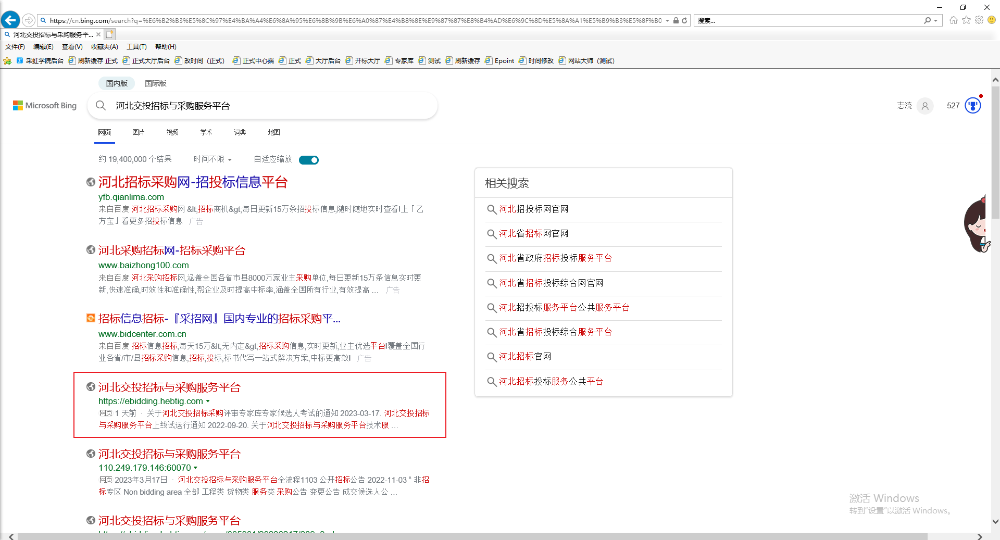 https://cn.bing.com/search?q=%E6%B2%B3%E5%8C%97%E4%BA%A4%E6%8A%95%E6%8B%9B%E6%A0%87%E4%B8%8E%E9%87%87%E8%B4%AD%E6%9C%8D%E5%8A%A1%E5%B9%B3%E5%8F%B0
搜索...
河北交投招标与采购服务平...
文件(F) 编辑(E) 查看(V) 收藏夹(A) 工具(T) 帮助(H)
采虹学院后台 刷新缓存 正式 正式大厅后台 改时间（正式） 正式中心端 正式 大厅后台 开标大厅 专家库 测试 刷新缓存 Epoint 时间修改 网站大师（测试）
国内版 国际版
Microsoft Bing
河北交投招标与采购服务平台
志流 527
网页 图片 视频 学术 词典 地图
约 19,400,000 个结果 时间不限 自适应缩放
河北招标采购网-招投标信息平台
yfb.qianlima.com
来自百度 河北招标采购网 &lt;招标商机&gt;每日更新15万条招投标信息,随时随地实时查看!上「乙
方宝」看更多招投标信息 广告
河北采购招标网-招标采购平台
www.baizhong100.com
来自百度 河北采购招标网,涵盖全国各省市县8000万家业主采购单位,每日更新15万条信息实时更
新,快速准确,时效性和准确性,帮企业及时提高中标率,涵盖全国所有行业,有效提高 ... 广告
招标信息招标-『采招网』国内专业的招标采购平...
www.bidcenter.com.cn
来自百度 招标信息招标,每天15万&lt;无内定&gt;招标采购信息,实时更新,业主优选平台!覆盖全国行
业各省/市/县招标采购信息,招标,投标,标书代写一站式解决方案,中标更高效! 广告
河北交投招标与采购服务平台
https://ebidding.hebtig.com
网页 1 天前 · 关于河北交投招标采购评审专家库专家候选人考试的通知 2023-03-17. 河北交投招标
与采购服务平台上线试运行通知 2022-09-20. 关于河北交投招标与采购服务平台技术服 ...
河北交投招标与采购服务平台
110.249.179.146:60070
网页 2023年3月17日 · 河北交投招标与采购服务平台全流程1103 公开招标公告 2022-11-03 “ 非招
标专区 Non bidding area 全部 工程类 货物类 服务类 采购公告 变更公告 成交候选人公 ...
河北交投招标与采购服务平台
相关搜索
河北招投标网官网
河北省招标网官网
河北省政府招标投标服务平台
河北省招标投标综合网官网
河北招投标服务平台公共服务平台
河北省招标投标综合服务平台
河北招标官网
河北招标投标服务公共平台
激活 Windows
转到“设置”以激活 Windows。